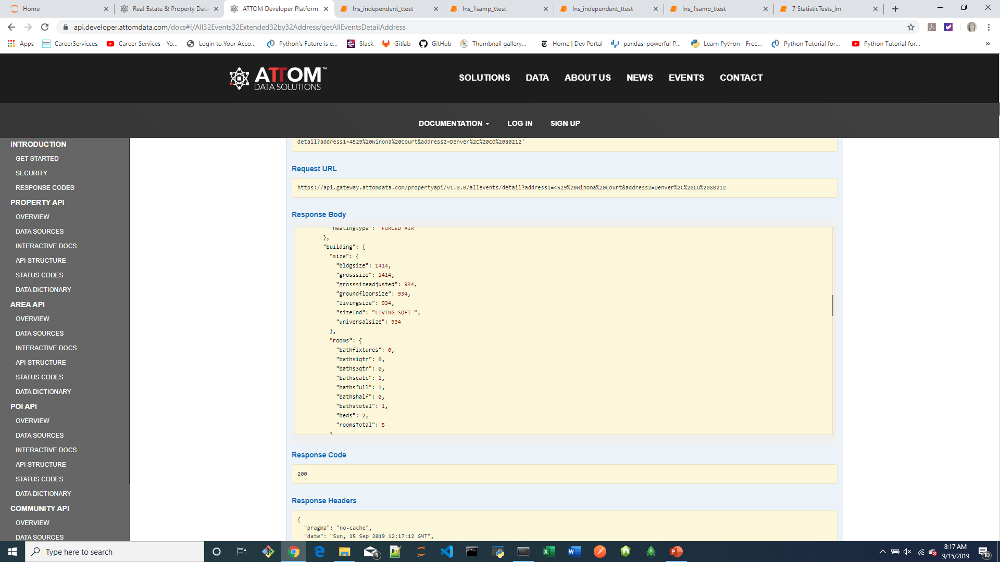 Home
Real Estate & Property Data
ATTOM Developer Platform
Ins_independent_ttest
Ins_1samp_ttest
Ins_independent_ttest
Ins_1samp_ttest
7 StatisticTests_Im
api.developer.attomdata.com/docs#!/All32Events32Extended32by32Address/getAllEventsDetailAddress
Apps
CareerServicces
Career Services - Yo...
Login to Your Acco...
Python's Future is e...
Slack
Gitlab
GitHub
Thumbnail gallery...
Home | Dev Portal
pandas: powerful P...
Learn Python - Free...
Python Tutorial for...
Python Tutorial for...
»
ATTOM™
DATA SOLUTIONS
SOLUTIONS
DATA
ABOUT US
NEWS
EVENTS
CONTACT
DOCUMENTATION
LOG IN
SIGN UP
INTRODUCTION
GET STARTED
SECURITY
RESPONSE CODES
PROPERTY API
OVERVIEW
DATA SOURCES
INTERACTIVE DOCS
API STRUCTURE
STATUS CODES
DATA DICTIONARY
AREA API
OVERVIEW
DATA SOURCES
INTERACTIVE DOCS
API STRUCTURE
STATUS CODES
DATA DICTIONARY
POI API
OVERVIEW
DATA SOURCES
INTERACTIVE DOCS
API STRUCTURE
STATUS CODES
DATA DICTIONARY
COMMUNITY API
OVERVIEW
DATA SOURCES
detail?address1=4529%20Winona%20Court&address2=Denver%2C%20CO%2080212'
Request URL
https://api.gateway.attomdata.com/propertyapi/v1.0.0/allevents/detail?address1=4529%20Winona%20Court&address2=Denver%2C%20CO%2080212
Response Body
"heatingtype": "FORCED AIR"
},
"building": {
"size": {
"bldgsize": 1414,
"grosssize": 1414,
"grosssizeadjusted": 934,
"groundfloorsize": 934,
"livingsize": 934,
"sizeInd": "LIVING SQFT ",
"universalsize": 934
},
"rooms": {
"bathfixtures": 0,
"baths1qtr": 0,
"baths3qtr": 0,
"bathscalc": 1,
"bathsfull": 1,
"bathshalf": 0,
"bathstotal": 1,
"beds": 2,
"roomsTotal": 5
}
Response Code
200
Response Headers
{
"pragma": "no-cache",
"date": "Sun, 15 Sep 2019 12:17:12 GMT",
Type here to search
1
8:17 AM
9/15/2019
10